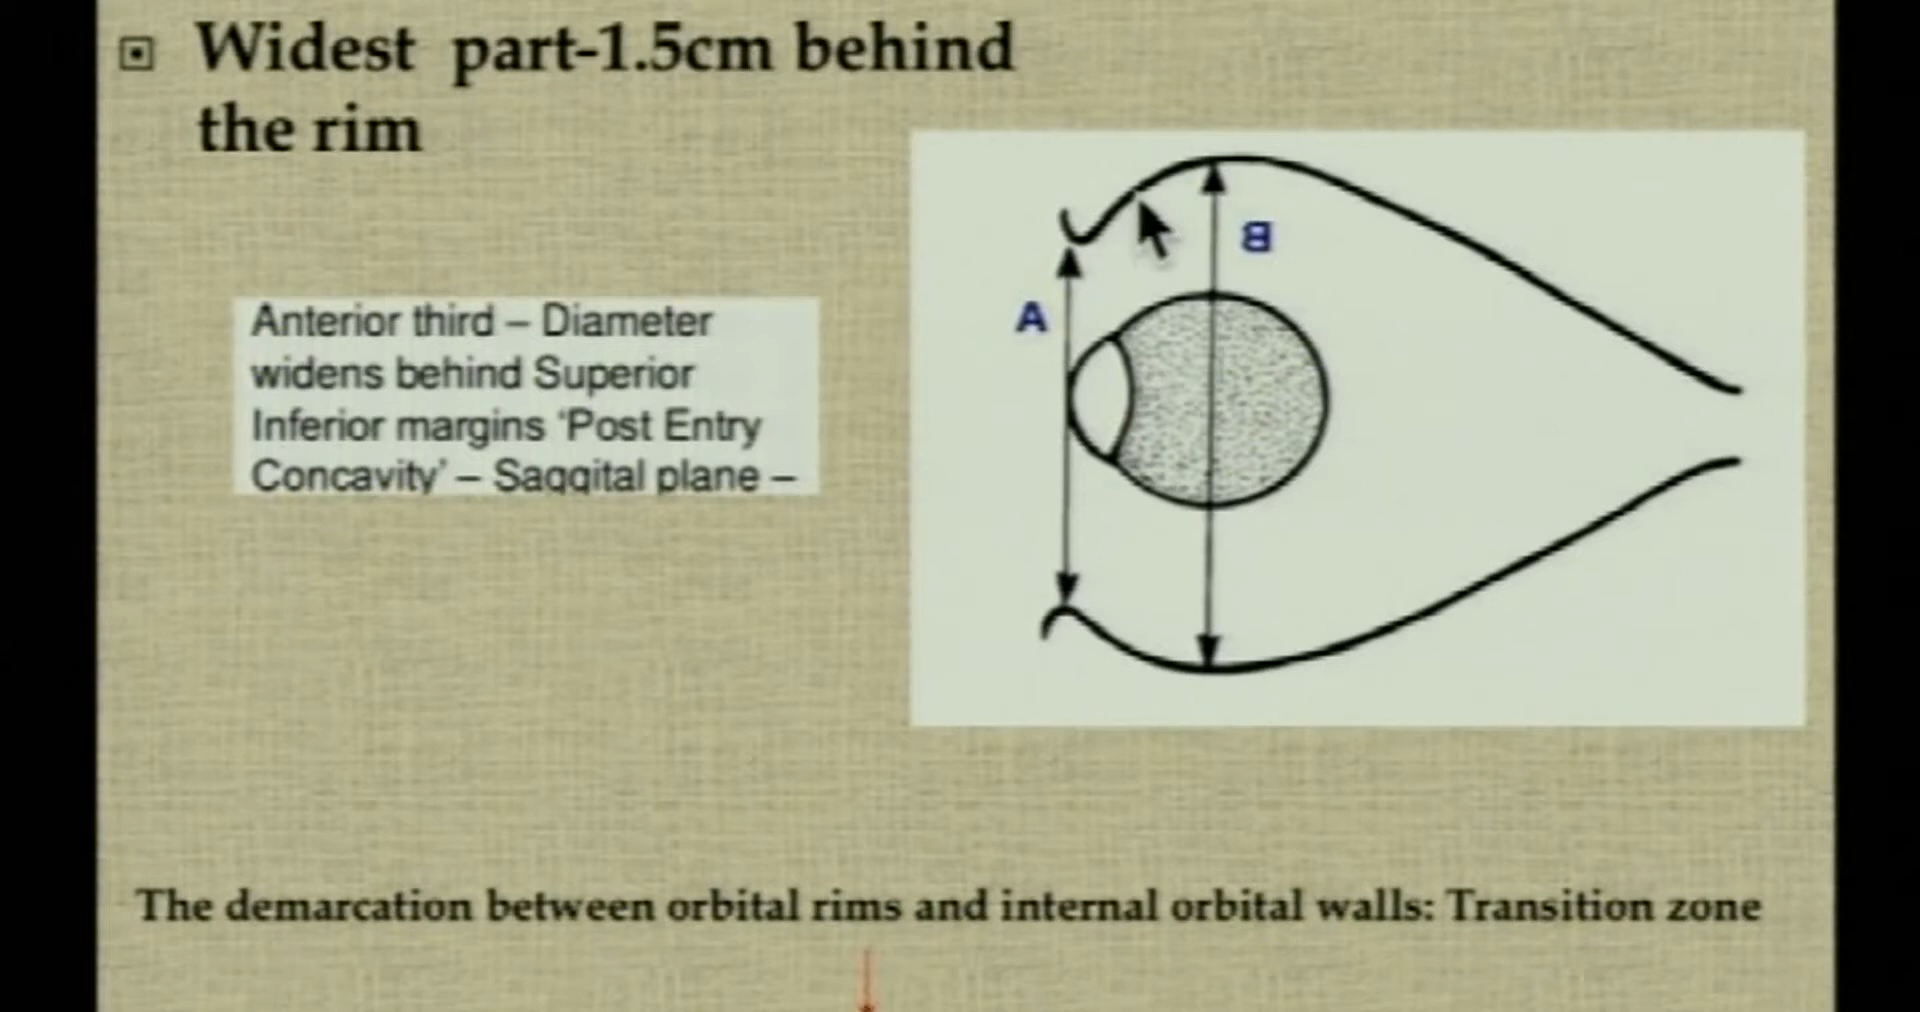 Widest part-1.5cm behind
the rim
Anterior third – Diameter
widens behind Superior
Inferior margins ‘Post Entry
Concavity’ – Saggital plane –
A
B
The demarcation between orbital rims and internal orbital walls: Transition zone